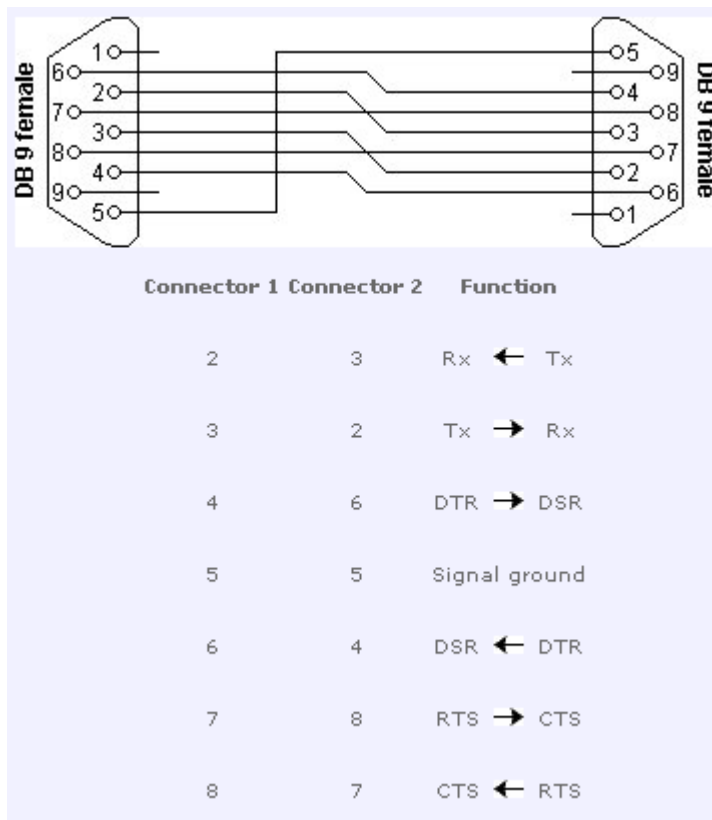 DB 9 female
1
6
2
7
3
8
4
9
5
5
9
4
8
3
7
2
6
1
DB 9 female
Connector 1 Connector 2 Function
2 3 Rx ← Tx
3 2 Tx → Rx
4 6 DTR → DSR
5 5 Signal ground
6 4 DSR ← DTR
7 8 RTS → CTS
8 7 CTS ← RTS